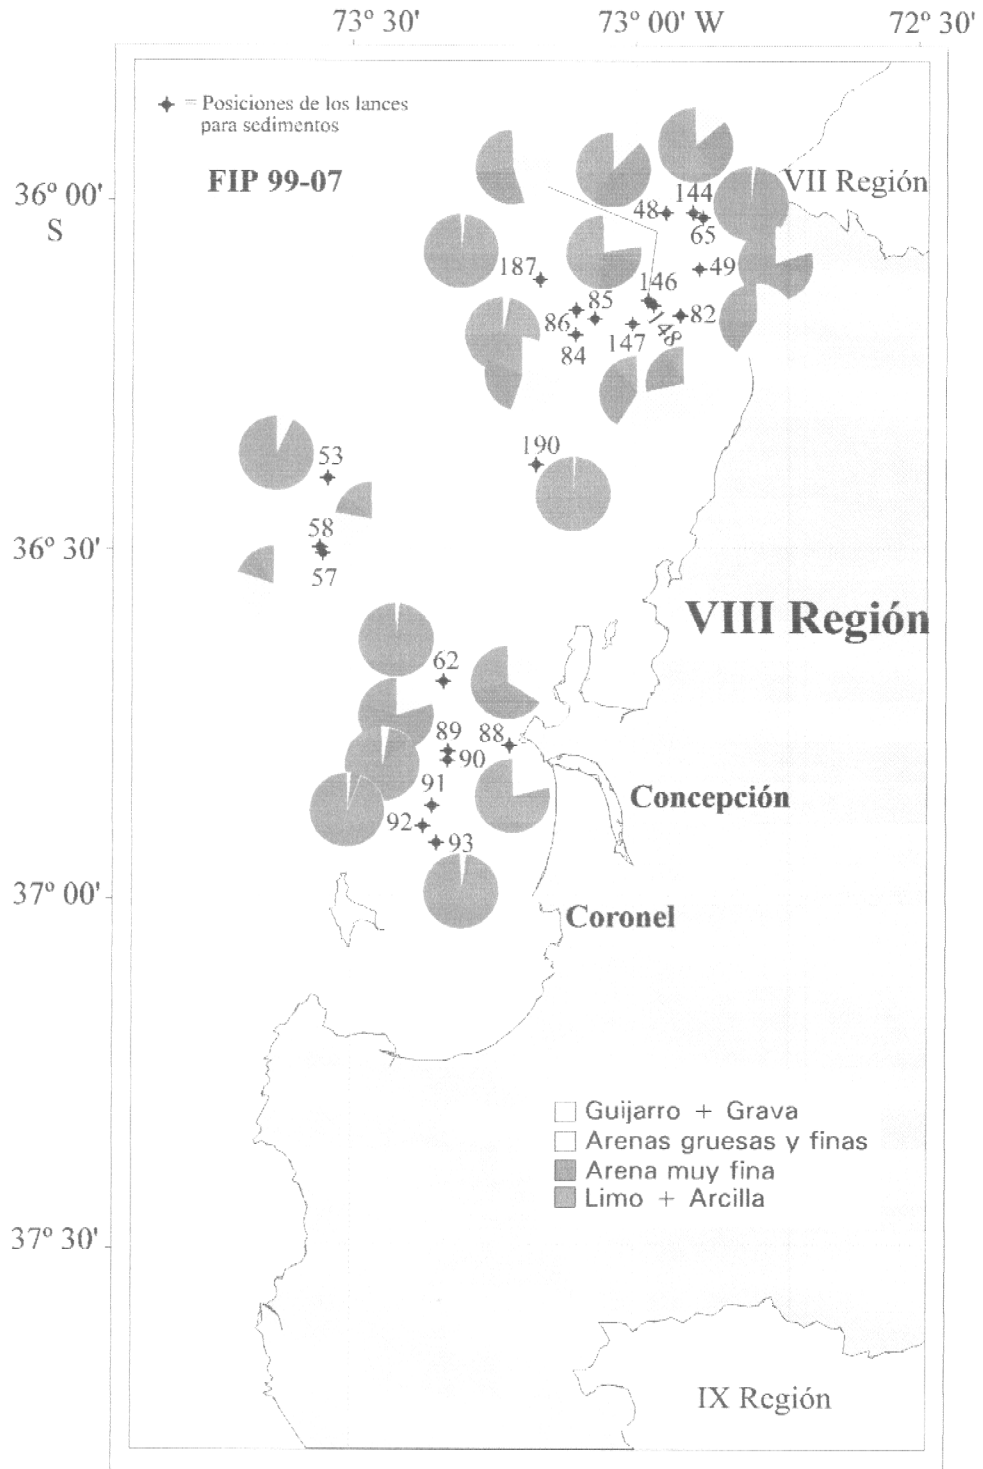 73º 30'
73º 00' W
72º 30'
= Posiciones de los lances
para sedimentos
FIP 99-07
VII Región
36º 00'
S
48
144
65
187
49
146
85
86
82
148
147
84
190
53
58
36º 30'
57
VIII Región
62
89
88
90
91
Concepción
92
93
37º 00'
Coronel
Guijarro + Grava
Arenas gruesas y finas
Arena muy fina
Limo + Arcilla
37º 30'
IX Región